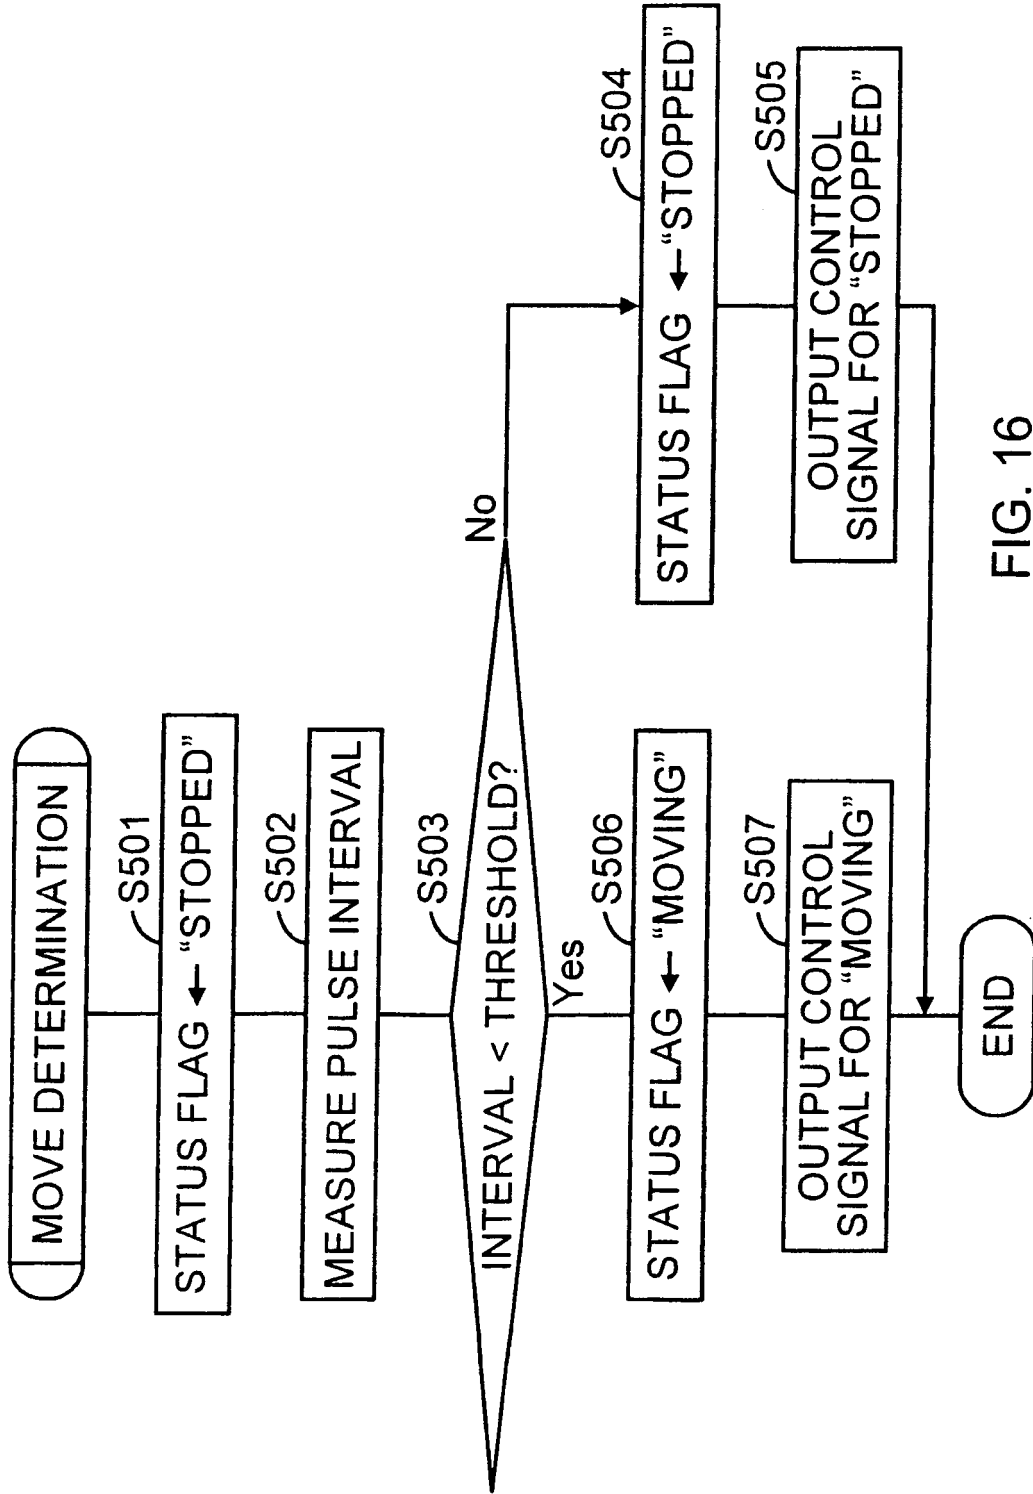 MOVE DETERMINATION
S501
STATUS FLAG ← “STOPPED”
S502
MEASURE PULSE INTERVAL
S503
INTERVAL < THRESHOLD?
No
Yes
S504
STATUS FLAG ← “STOPPED”
S505
OUTPUT CONTROL
SIGNAL FOR “STOPPED”
S506
STATUS FLAG ← “MOVING”
S507
OUTPUT CONTROL
SIGNAL FOR “MOVING”
END
FIG. 16